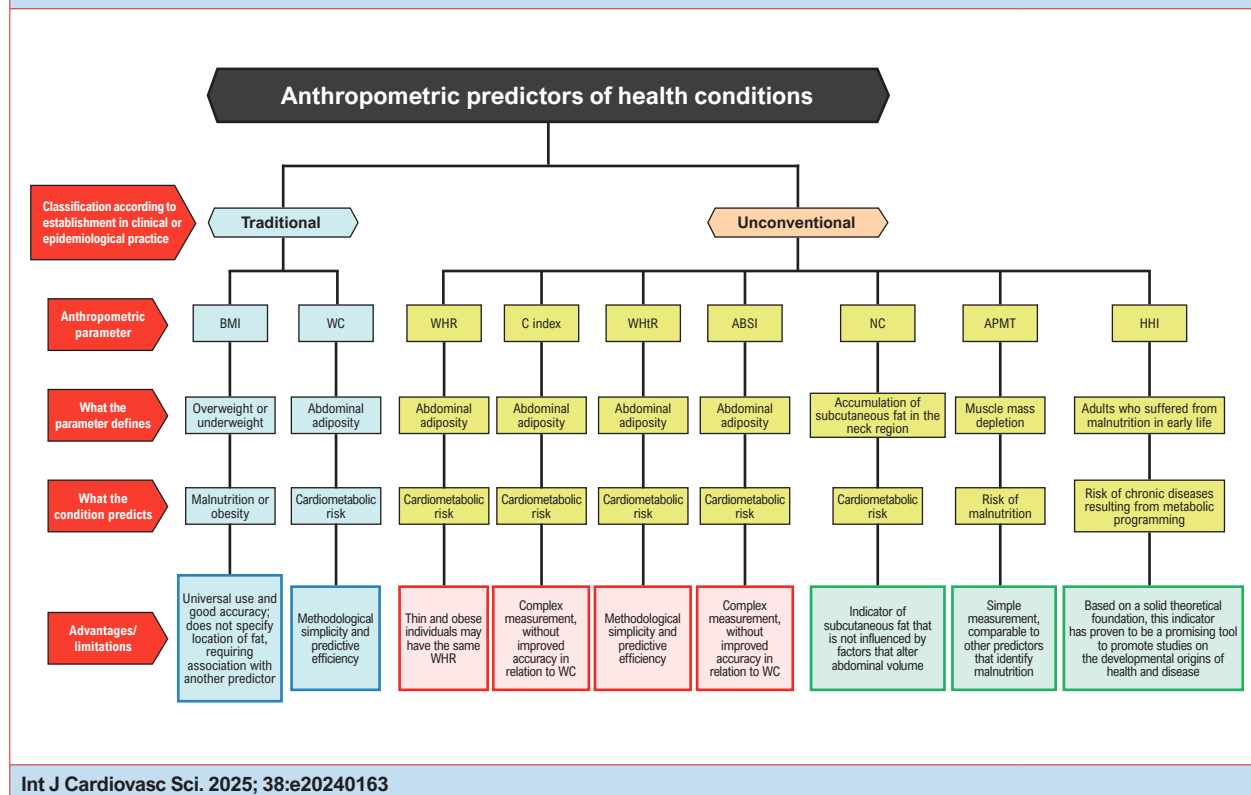 Anthropometric predictors of health conditions
Classification according to
establishment in clinical or
epidemiological practice
Traditional
Unconventional
Anthropometric
parameter
BMI
WC
WHR
C index
WHtR
ABSI
NC
APMT
HHI
What the
parameter defines
Overweight or
underweight
Abdominal
adiposity
Abdominal
adiposity
Abdominal
adiposity
Abdominal
adiposity
Abdominal
adiposity
Accumulation of
subcutaneous fat in the
neck region
Muscle mass
depletion
Adults who suffered from
malnutrition in early life
What the
condition predicts
Malnutrition or
obesity
Cardiometabolic
risk
Cardiometabolic
risk
Cardiometabolic
risk
Cardiometabolic
risk
Cardiometabolic
risk
Cardiometabolic
risk
Risk of
malnutrition
Risk of chronic diseases
resulting from metabolic
programming
Advantages/
limitations
Universal use and
good accuracy;
does not specify
location of fat,
requiring
association with
another predictor
Methodological
simplicity and
predictive
efficiency
Thin and obese
individuals may
have the same
WHR
Complex
measurement,
without
improved
accuracy in
relation to WC
Methodological
simplicity and
predictive
efficiency
Complex
measurement,
without
improved
accuracy in
relation to WC
Indicator of
subcutaneous fat that
is not influenced by
factors that alter
abdominal volume
Simple
measurement,
comparable to
other predictors
that identify
malnutrition
Based on a solid theoretical
foundation, this indicator
has proven to be a promising tool
to promote studies on
the developmental origins of
health and disease
Int J Cardiovasc Sci. 2025; 38:e20240163